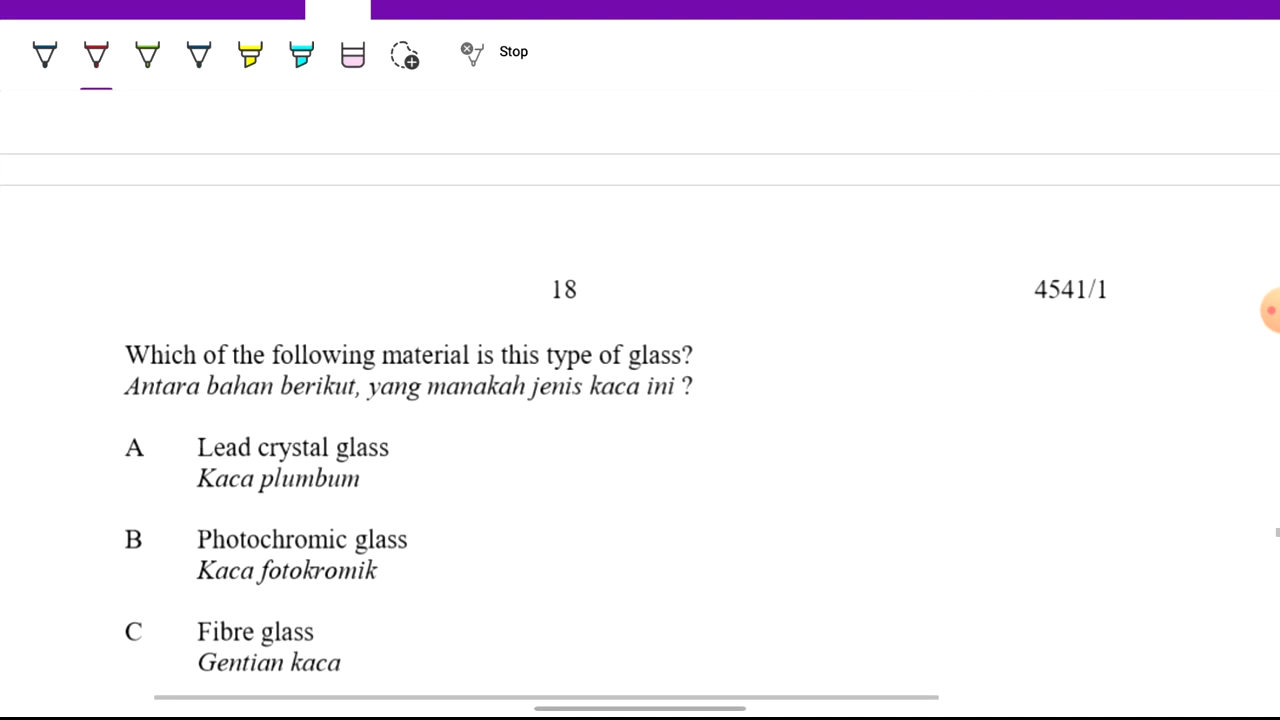 Stop
18 4541/1
Which of the following material is this type of glass?
Antara bahan berikut, yang manakah jenis kaca ini ?
A Lead crystal glass
Kaca plumbum
B Photochromic glass
Kaca fotokromik
C Fibre glass
Gentian kaca